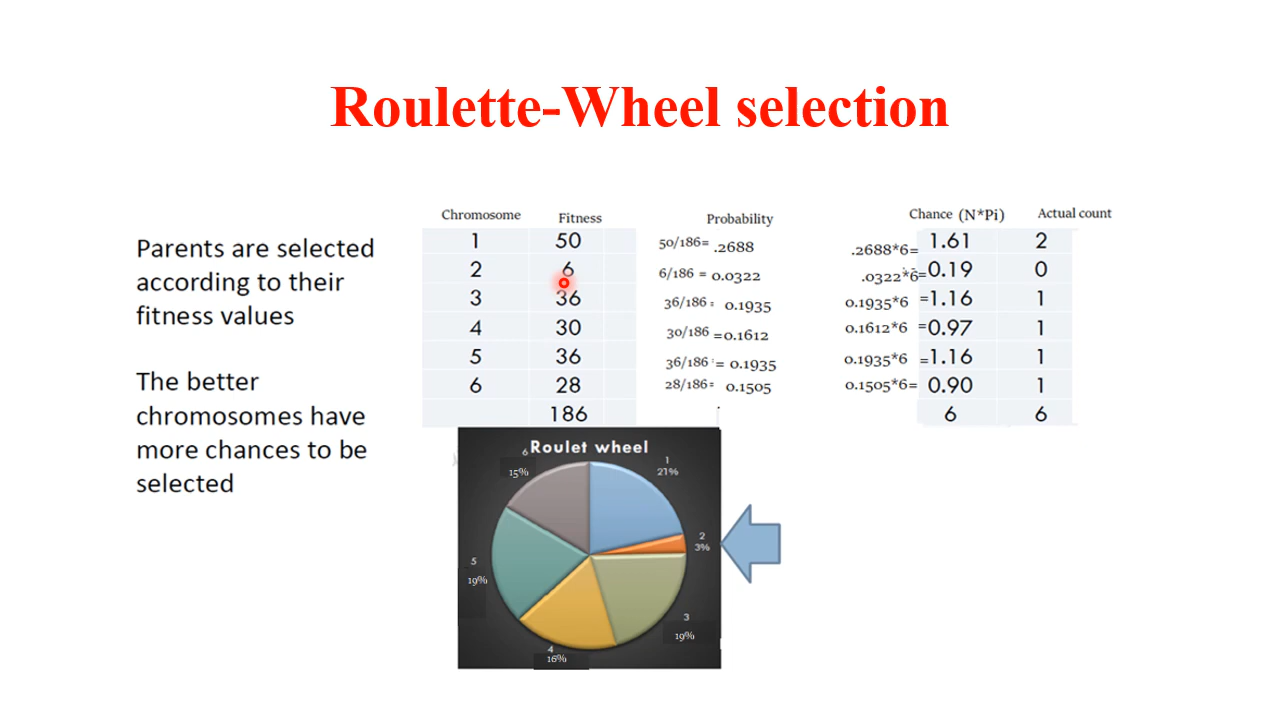 Roulette-Wheel selection
Parents are selected
according to their
fitness values
The better
chromosomes have
more chances to be
selected
Chromosome Fitness Probability Chance (N*Pi) Actual count
1 50 50/186= .2688 .2688*6= 1.61 2
2 6 6/186 = 0.0322 .0322*6= 0.19 0
3 36 36/186 : 0.1935 0.1935*6 =1.16 1
4 30 30/186 =0.1612 0.1612*6 =0.97 1
5 36 36/186 := 0.1935 0.1935*6 =1.16 1
6 28 28/186= 0.1505 0.1505*6= 0.90 1
186 6 6
Roulet wheel
1
21%
2
3%
3
19%
4
16%
5
19%
6
15%